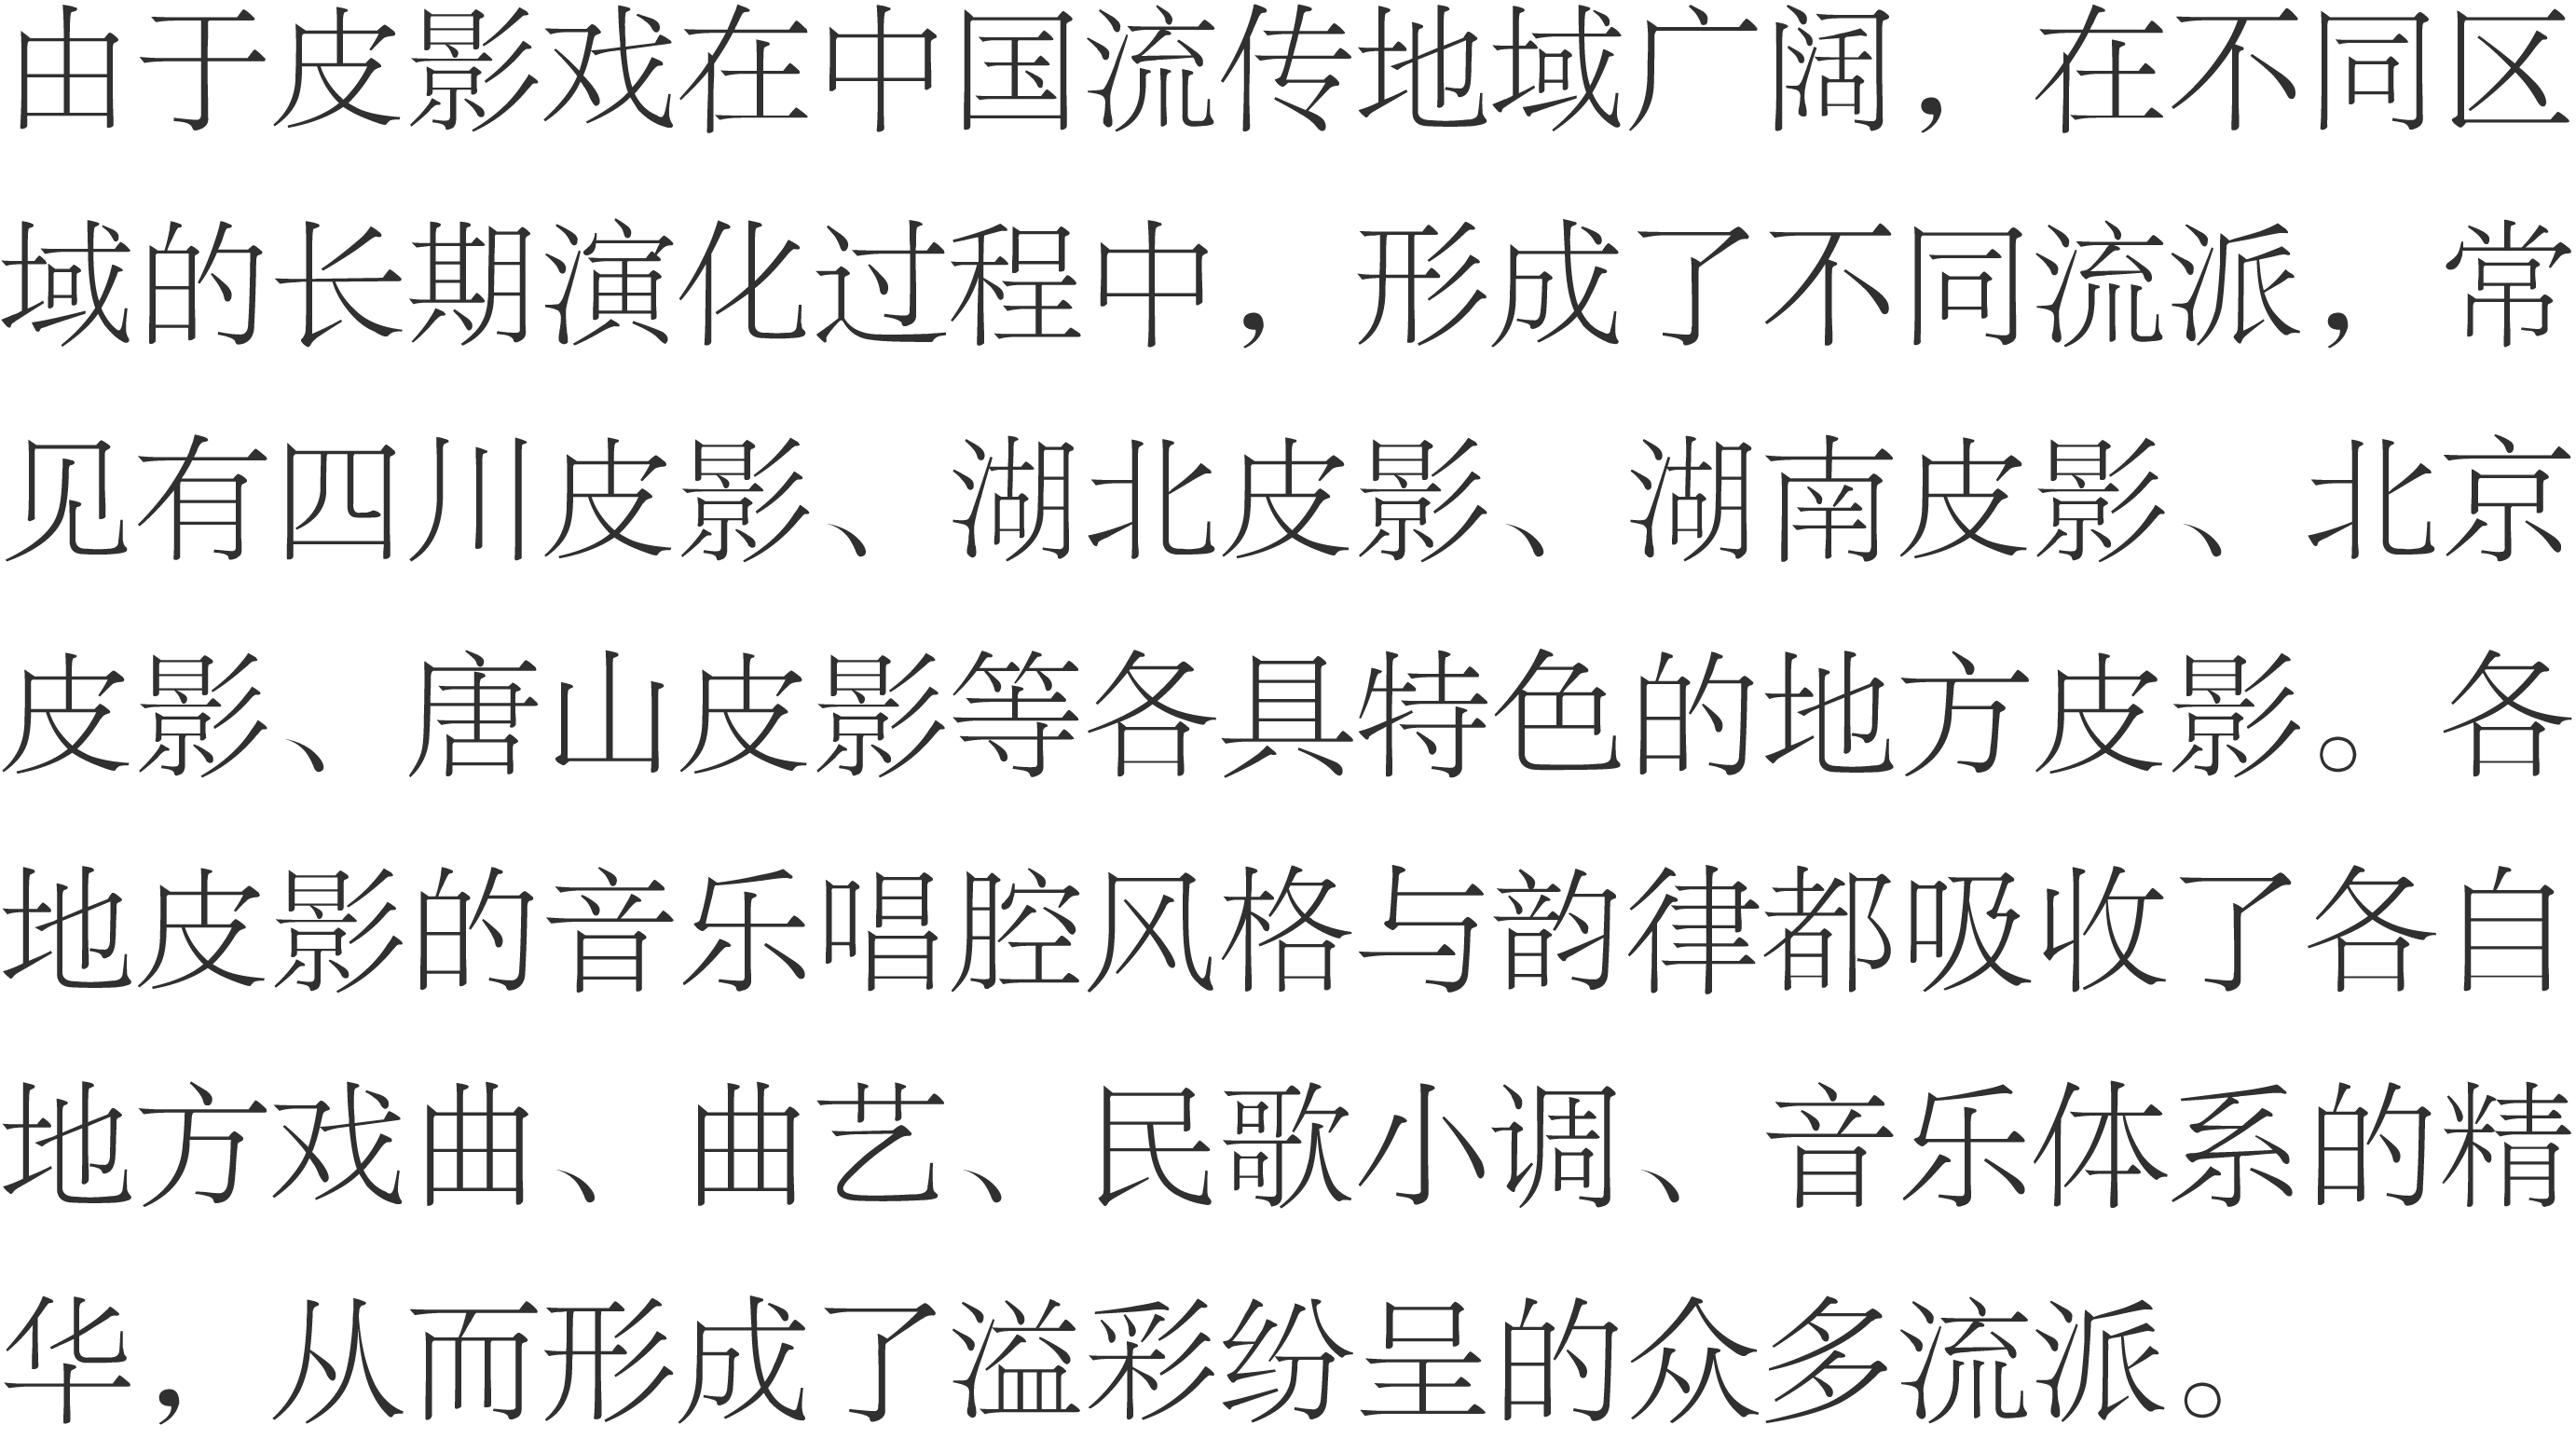 由于皮影戏在中国流传地域广阔，在不同区
域的长期演化过程中，形成了不同流派，常
见有四川皮影、湖北皮影、湖南皮影、北京
皮影、唐山皮影等各具特色的地方皮影。各
地皮影的音乐唱腔风格与韵律都吸收了各自
地方戏曲、曲艺、民歌小调、音乐体系的精
华，从而形成了溢彩纷呈的众多流派。